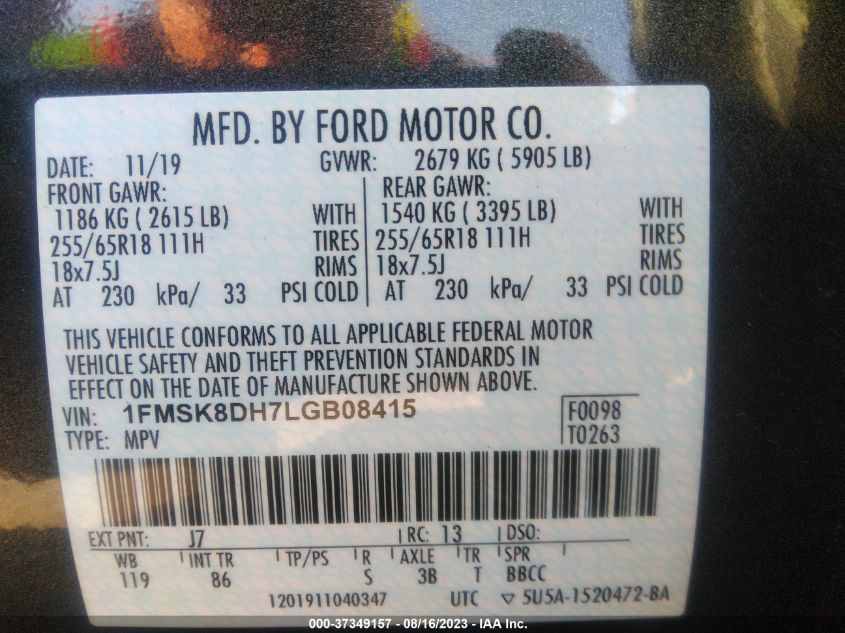 MFD. BY FORD MOTOR CO.
DATE: 11/19 GVWR: 2679 KG ( 5905 LB)
FRONT GAWR: REAR GAWR:
1186 KG ( 2615 LB) WITH 1540 KG ( 3395 LB) WITH
255/65R18 111H TIRES 255/65R18 111H TIRES
18x7.5J RIMS 18x7.5J RIMS
AT 230 kPa/ 33 PSI COLD AT 230 kPa/ 33 PSI COLD
THIS VEHICLE CONFORMS TO ALL APPLICABLE FEDERAL MOTOR
VEHICLE SAFETY AND THEFT PREVENTION STANDARDS IN
EFFECT ON THE DATE OF MANUFACTURE SHOWN ABOVE.
VIN: 1FMSK8DH7LGB08415 F0098
TYPE: MPV T0263
EXT PNT: J7 RC: 13 DSO:
WB INT TR TP/PS R AXLE TR SPR
119 86 S 3B T BBCC
1201911040347 UTC ▽ 5U5A-1520472-BA
000-37349157 - 08/16/2023 - IAA Inc.